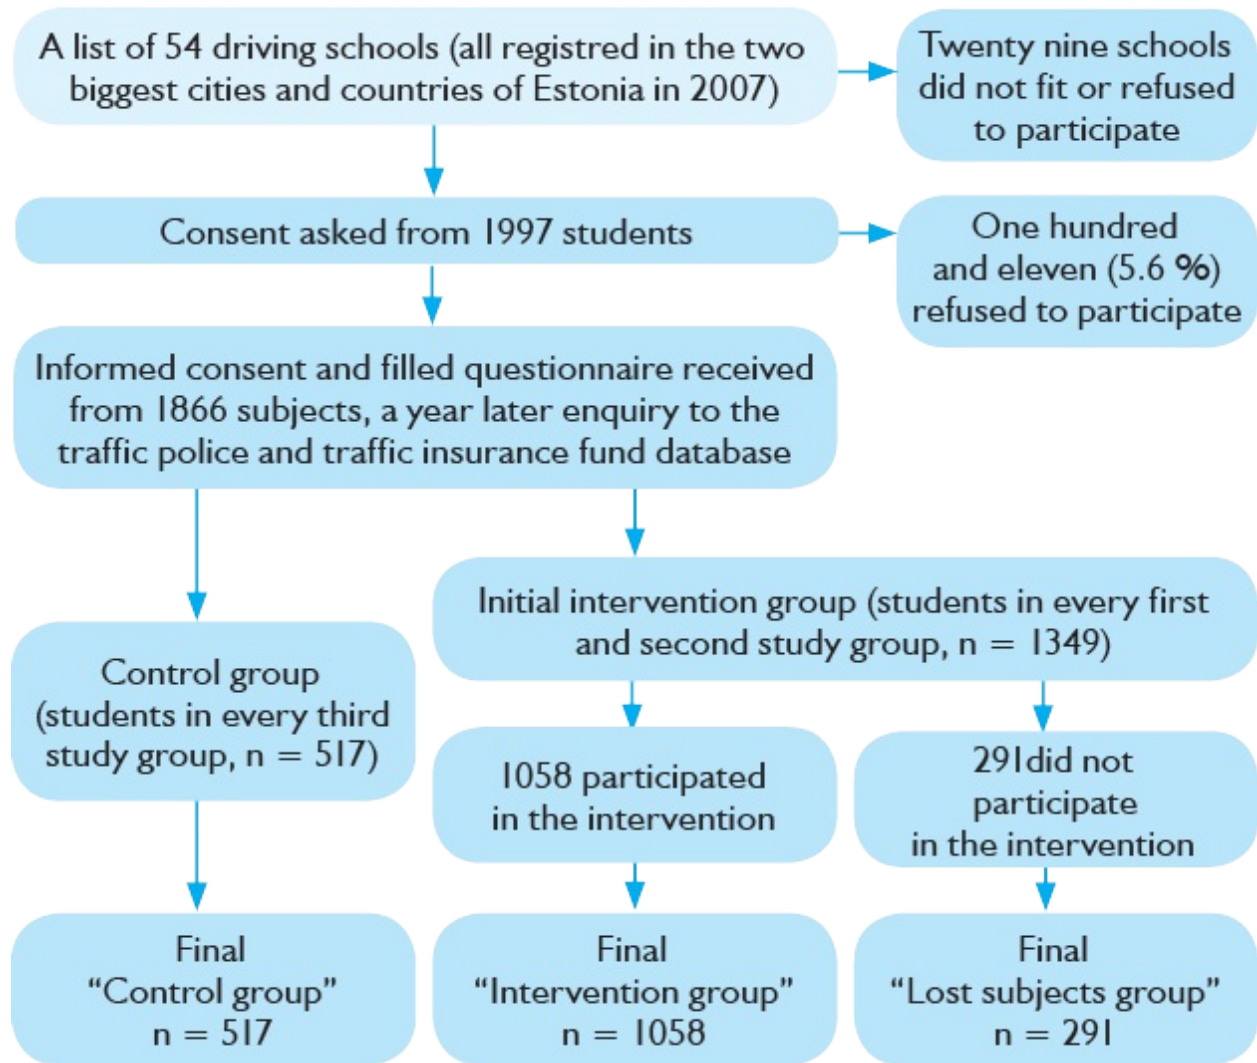 A list of 54 driving schools (all registred in the two
biggest cities and countries of Estonia in 2007)
Twenty nine schools
did not fit or refused
to participate
Consent asked from 1997 students
One hundred
and eleven (5.6 %)
refused to participate
Informed consent and filled questionnaire received
from 1866 subjects, a year later enquiry to the
traffic police and traffic insurance fund database
Initial intervention group (students in every first
and second study group, n = 1349)
Control group
(students in every third
study group, n = 517)
1058 participated
in the intervention
291did not
participate
in the intervention
Final
“Control group”
n = 517
Final
“Intervention group”
n = 1058
Final
“Lost subjects group”
n = 291